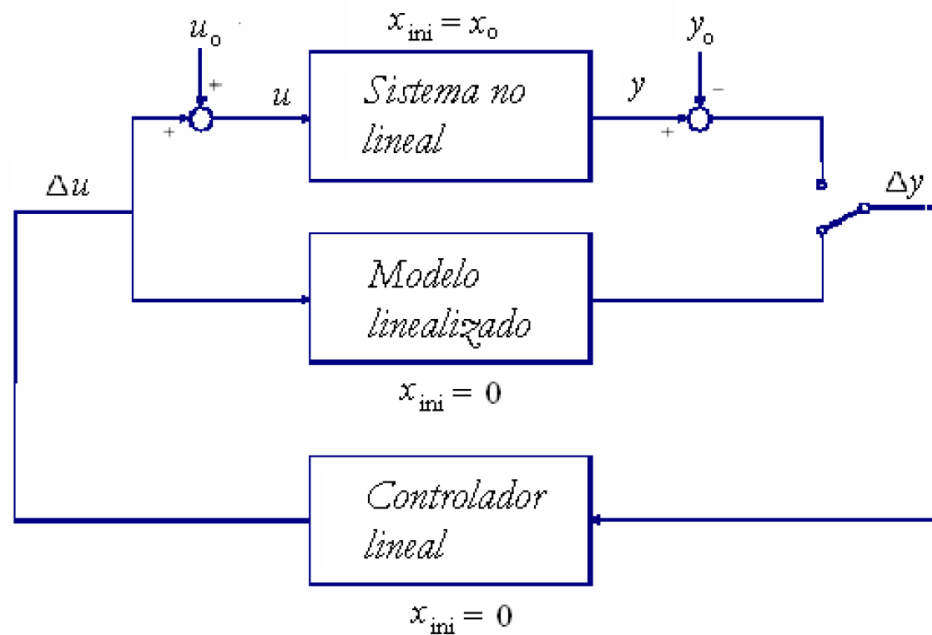 x_ini = x_o
u_o
y_o
+
+
u
Sistema no
lineal
y
+
−
Δu
Δy
Modelo
linealizado
x_ini = 0
Controlador
lineal
x_ini = 0